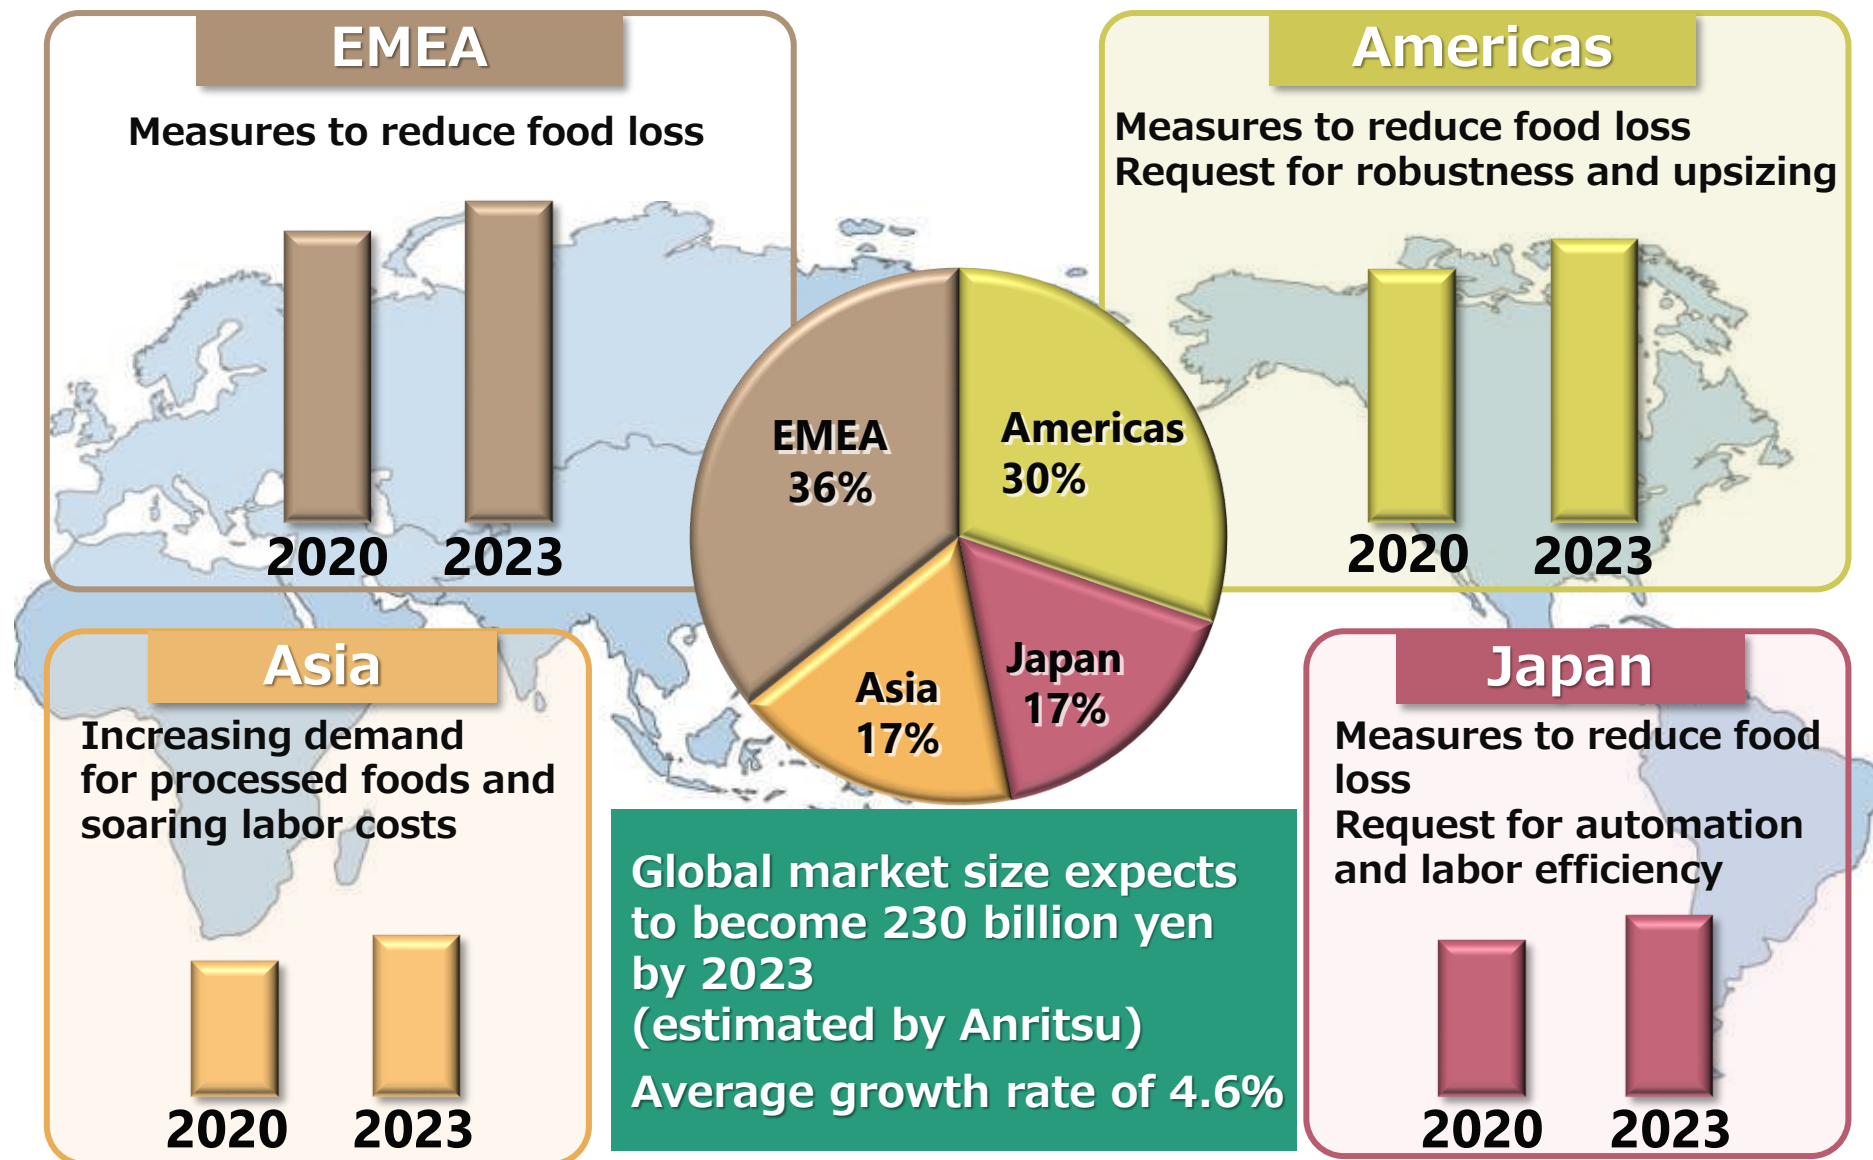 EMEA
Measures to reduce food loss
2020 2023
Americas
Measures to reduce food loss
Request for robustness and upsizing
2020 2023
EMEA
36%
Americas
30%
Asia
17%
Japan
17%
Asia
Increasing demand
for processed foods and
soaring labor costs
2020 2023
Global market size expects
to become 230 billion yen
by 2023
(estimated by Anritsu)
Average growth rate of 4.6%
Japan
Measures to reduce food
loss
Request for automation
and labor efficiency
2020 2023